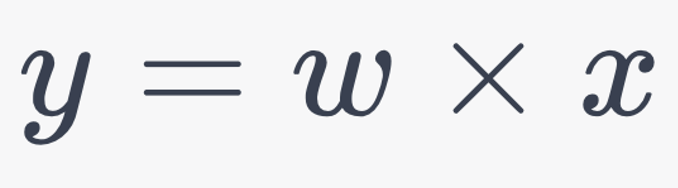 y = w × x